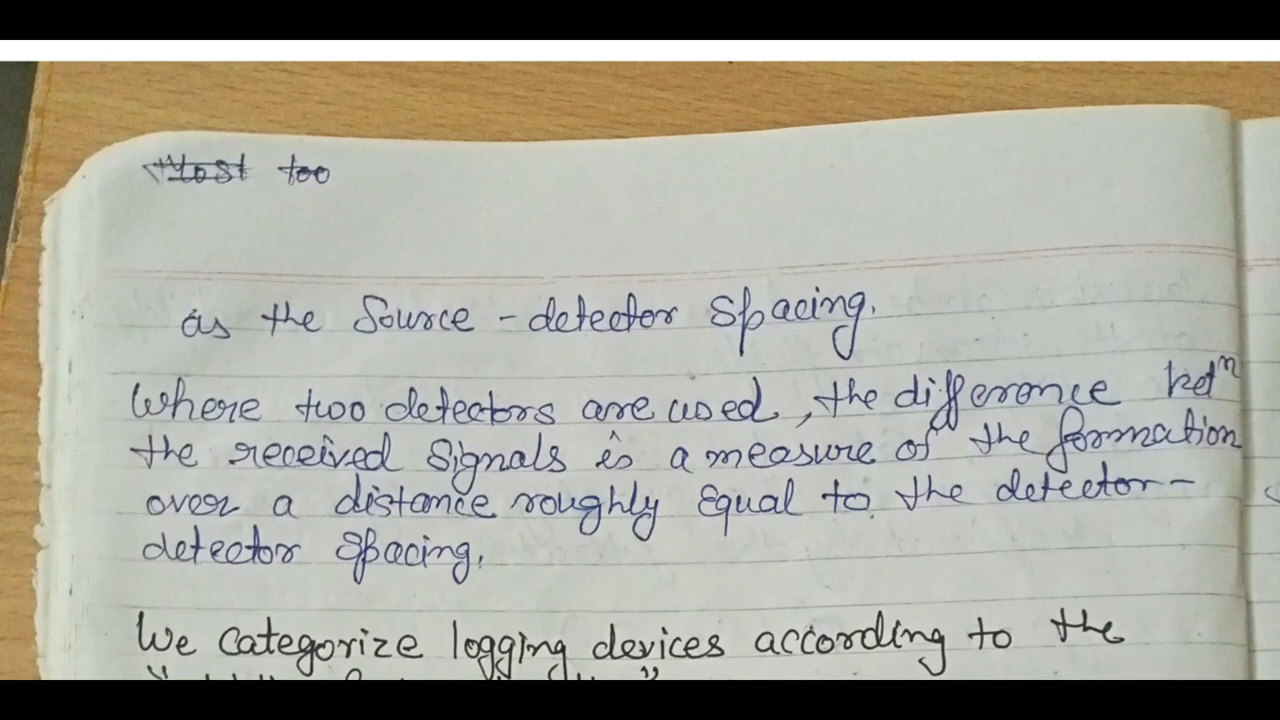 Most too
as the Source - detector Spacing.
Where two detectors are used, the difference betn
the received Signals is a measure of the formation
over a distance roughly Equal to the detector-
detector spacing.
We categorize logging devices according to the